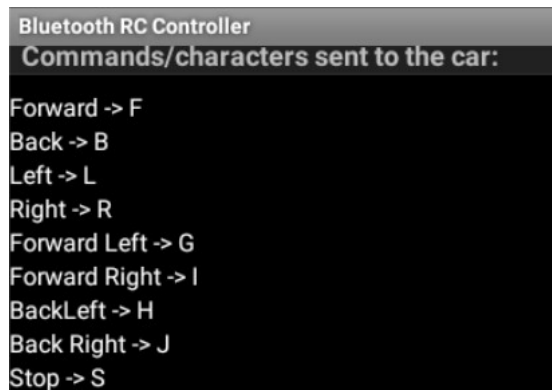 Bluetooth RC Controller
Commands/characters sent to the car:
Forward -> F
Back -> B
Left -> L
Right -> R
Forward Left -> G
Forward Right -> I
BackLeft -> H
Back Right -> J
Stop -> S